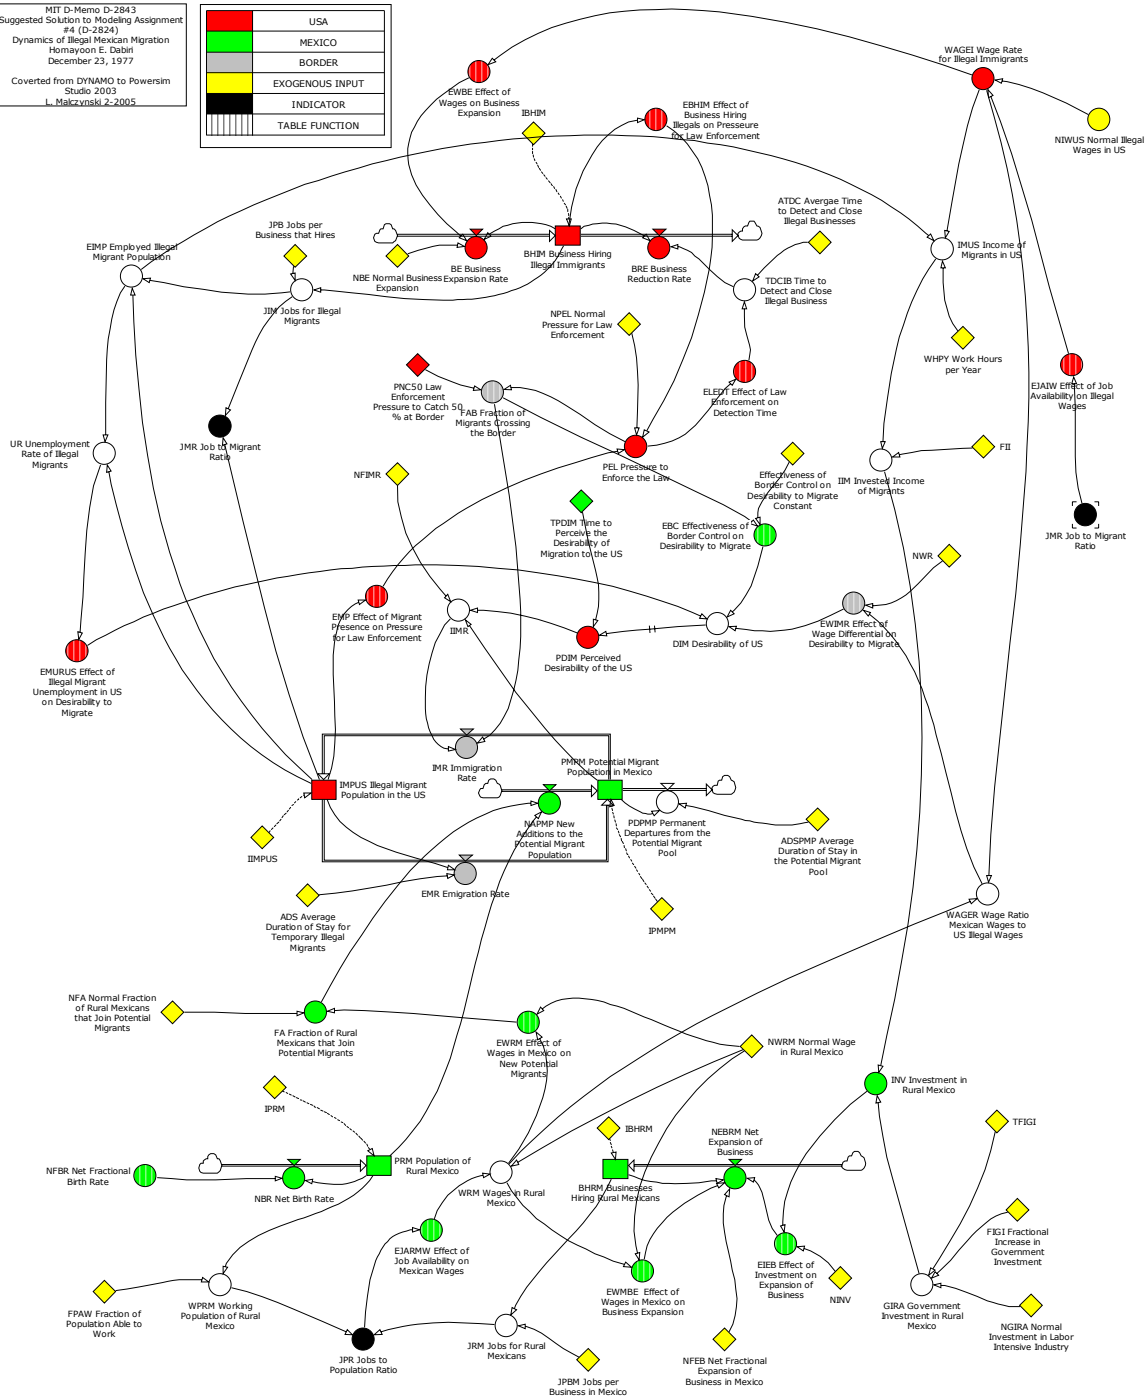 MIT D-Memo D-2843
Suggested Solution to Modeling Assignment
#4 (D-2824)
Dynamics of Illegal Mexican Migration
Homayoon E. Dabiri
December 23, 1977
Coverted from DYNAMO to Powersim
Studio 2003
L. Malczynski 2-2005
USA
MEXICO
BORDER
EXOGENOUS INPUT
INDICATOR
TABLE FUNCTION
WAGEI Wage Rate
for Illegal Immigrants
NIWUS Normal Illegal
Wages in US
EWBE Effect of
Wages on Business
Expansion
IBHIM
EBHIM Effect of
Business Hiring
Illegals on Presseure
for Law Enforcement
ATDC Avergae Time
to Detect and Close
Illegal Businesses
JPB Jobs per
Business that Hires
EIMP Employed Illegal
Migrant Population
NBE Normal Business
Expansion
BE Business
Expansion Rate
BHIM Business Hiring
Illegal Immigrants
BRE Business
Reduction Rate
IMUS Income of
Migrants in US
TDCIB Time to
Detect and Close
Illegal Business
JIM Jobs for Illegal
Migrants
NPEL Normal
Pressure for Law
Enforcement
WHPY Work Hours
per Year
PNC50 Law
Enforcement
Pressure to Catch 50
% at Border
FAB Fraction of
Migrants Crossing
the Border
ELEDT Effect of Law
Enforcement on
Detection Time
EJAIW Effect of Job
Availability on Illegal
Wages
UR Unemployment
Rate of Illegal
Migrants
JMR Job to Migrant
Ratio
PEL Pressure to
Enforce the Law
FII
NFIMR
Effectiveness of
Border Control on
Desirability to Migrate
Constant
IIM Invested Income
of Migrants
TPDIM Time to
Perceive the
Desirability of
Migration to the US
EBC Effectiveness of
Border Control on
Desirability to Migrate
JMR Job to Migrant
Ratio
NWR
EMP Effect of Migrant
Presence on Pressure
for Law Enforcement
IIMR
EWIMR Effect of
Wage Differential on
Desirability to Migrate
DIM Desirability of US
PDIM Perceived
Desirability of the US
EMURUS Effect of
Illegal Migrant
Unemployment in US
on Desirability to
Migrate
IMR Immigration
Rate
PMPM Potential Migrant
Population in Mexico
IMPUS Illegal Migrant
Population in the US
NAPMP New
Additions to the
Potential Migrant
Population
PDPMP Permanent
Departures from the
Potential Migrant
Pool
ADSPMP Average
Duration of Stay in
the Potential Migrant
Pool
IIMPUS
EMR Emigration Rate
ADS Average
Duration of Stay for
Temporary Illegal
Migrants
IPMPM
WAGER Wage Ratio
Mexican Wages to
US Illegal Wages
NFA Normal Fraction
of Rural Mexicans
that Join Potential
Migrants
FA Fraction of Rural
Mexicans that Join
Potential Migrants
EWRM Effect of
Wages in Mexico on
New Potential
Migrants
NWRM Normal Wage
in Rural Mexico
INV Investment in
Rural Mexico
IPRM
IBHRM
NEBRM Net
Expansion of
Business
TFIGI
NFBR Net Fractional
Birth Rate
NBR Net Birth Rate
PRM Population of
Rural Mexico
WRM Wages in Rural
Mexico
BHRM Businesses
Hiring Rural Mexicans
EJARMW Effect of
Job Availability on
Mexican Wages
FIGI Fractional
Increase in
Government
Investment
EIEB Effect of
Investment on
Expansion of
Business
NINV
EWMBE Effect of
Wages in Mexico on
Business Expansion
GIRA Government
Investment in Rural
Mexico
FPAW Fraction of
Population Able to
Work
WPRM Working
Population of Rural
Mexico
NGIRA Normal
Investment in Labor
Intensive Industry
JPR Jobs to
Population Ratio
JRM Jobs for Rural
Mexicans
NFEB Net Fractional
Expansion of
Business in Mexico
JPBM Jobs per
Business in Mexico